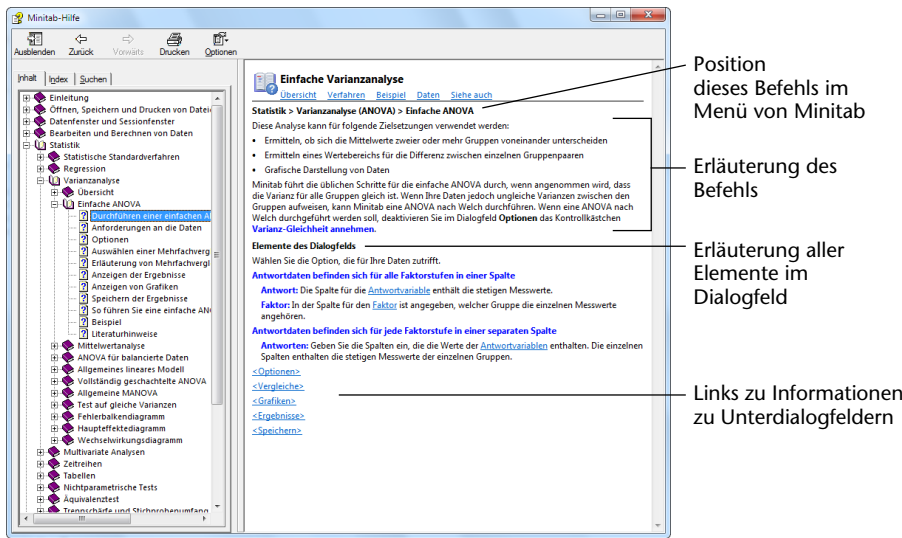 Minitab-Hilfe
Ausblenden Zurück Vorwärts Drucken Optionen
Inhalt Index Suchen
Einleitung
Öffnen, Speichern und Drucken von Datei
Datenfenster und Sessionfenster
Bearbeiten und Berechnen von Daten
Statistik
Statistische Standardverfahren
Regression
Varianzanalyse
Übersicht
Einfache ANOVA
Durchführen einer einfachen Al
Anforderungen an die Daten
Optionen
Auswählen einer Mehrfachverg
Erläuterung von Mehrfachvergl
Anzeigen der Ergebnisse
Anzeigen von Grafiken
Speichern der Ergebnisse
So führen Sie eine einfache AN
Beispiel
Literaturhinweise
Mittelwertanalyse
ANOVA für balancierte Daten
Allgemeines lineares Modell
Vollständig geschachtelte ANOVA
Allgemeine MANOVA
Test auf gleiche Varianzen
Fehlerbalkendiagramm
Haupteffektediagramm
Wechselwirkungsdiagramm
Multivariate Analysen
Zeitreihen
Tabellen
Nichtparametrische Tests
Äquivalenztest
Trennschärfe und Stichprobenumfang
Einfache Varianzanalyse
Übersicht Verfahren Beispiel Daten Siehe auch
Statistik > Varianzanalyse (ANOVA) > Einfache ANOVA
Diese Analyse kann für folgende Zielsetzungen verwendet werden:
• Ermitteln, ob sich die Mittelwerte zweier oder mehr Gruppen voneinander unterscheiden
• Ermitteln eines Wertebereichs für die Differenz zwischen einzelnen Gruppenpaaren
• Grafische Darstellung von Daten
Minitab führt die üblichen Schritte für die einfache ANOVA durch, wenn angenommen wird, dass
die Varianz für alle Gruppen gleich ist. Wenn Ihre Daten jedoch ungleiche Varianzen zwischen den
Gruppen aufweisen, kann Minitab eine ANOVA nach Welch durchführen. Wenn eine ANOVA nach
Welch durchgeführt werden soll, deaktivieren Sie im Dialogfeld Optionen das Kontrollkästchen
Varianz-Gleichheit annehmen.
Elemente des Dialogfelds
Wählen Sie die Option, die für Ihre Daten zutrifft.
Antwortdaten befinden sich für alle Faktorstufen in einer Spalte
Antwort: Die Spalte für die Antwortvariable enthält die stetigen Messwerte.
Faktor: In der Spalte für den Faktor ist angegeben, welcher Gruppe die einzelnen Messwerte
angehören.
Antwortdaten befinden sich für jede Faktorstufe in einer separaten Spalte
Antworten: Geben Sie die Spalten ein, die die Werte der Antwortvariablen enthalten. Die einzelnen
Spalten enthalten die stetigen Messwerte der einzelnen Gruppen.
<Optionen>
<Vergleiche>
<Grafiken>
<Ergebnisse>
<Speichern>
Position
dieses Befehls im
Menü von Minitab
Erläuterung des
Befehls
Erläuterung aller
Elemente im
Dialogfeld
Links zu Informationen
zu Unterdialogfeldern